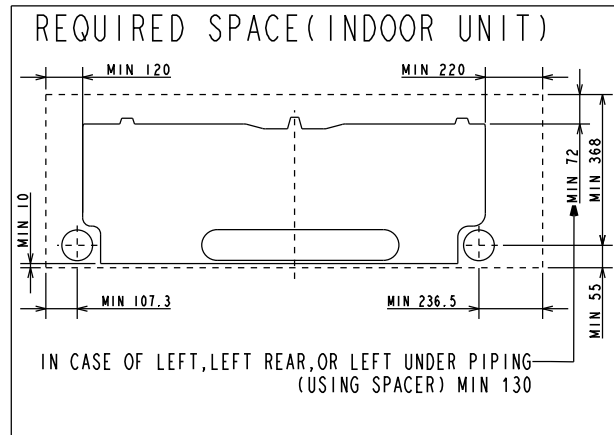 REQUIRED SPACE(INDOOR UNIT)
MIN 120
MIN 220
MIN 10
MIN 72
MIN 368
MIN 107.3
MIN 236.5
MIN 55
IN CASE OF LEFT,LEFT REAR,OR LEFT UNDER PIPING
(USING SPACER) MIN 130